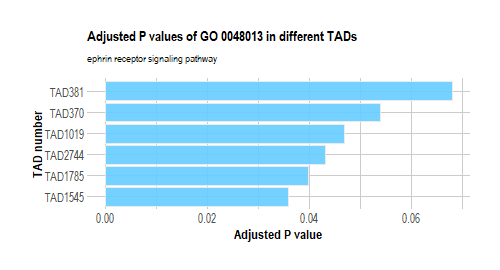 Adjusted P values of GO 0048013 in different TADs
ephrin receptor signaling pathway
TAD number
TAD381
TAD370
TAD1019
TAD2744
TAD1785
TAD1545
0.00 0.02 0.04 0.06
Adjusted P value